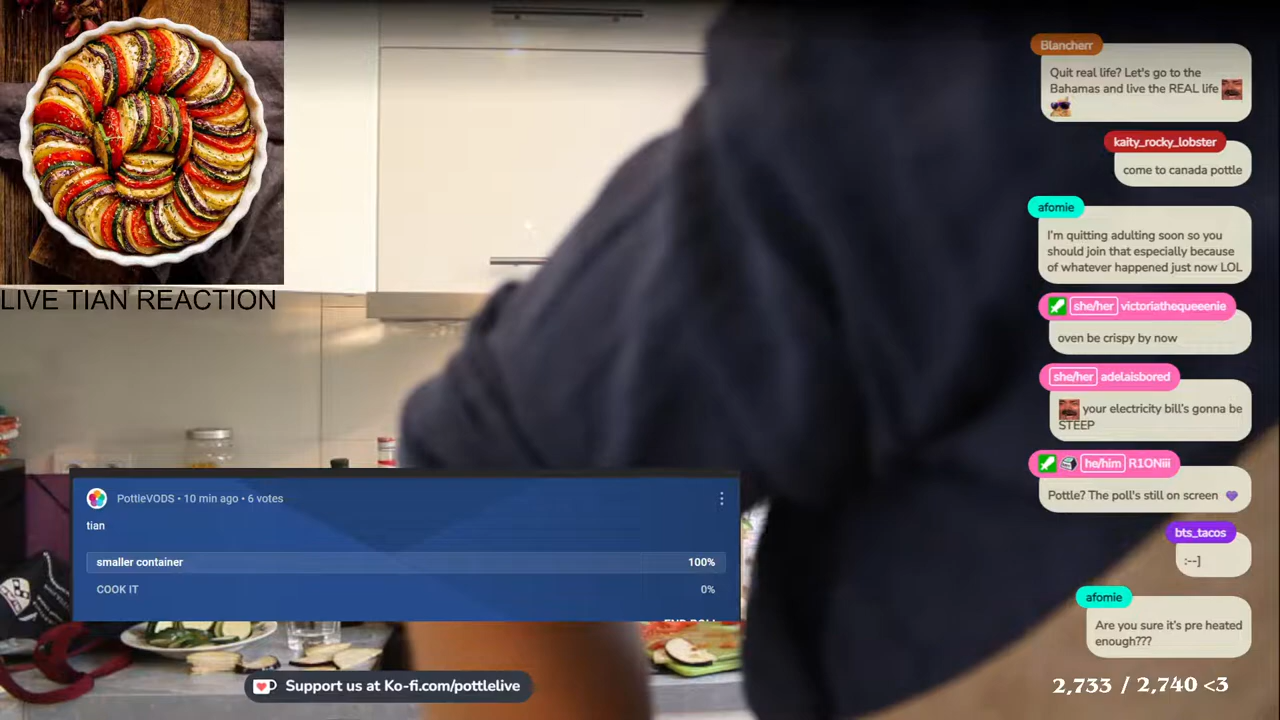 LIVE TIAN REACTION
PottleVODS • 10 min ago • 6 votes
tian
smaller container 100%
COOK IT 0%
Support us at Ko-fi.com/pottlelive
Blancherr
Quit real life? Let's go to the
Bahamas and live the REAL life
kaity_rocky_lobster
come to canada pottle
afomie
I'm quitting adulting soon so you
should join that especially because
of whatever happened just now LOL
she/her victoriathequeeenie
oven be crispy by now
she/her adelaisbored
your electricity bill's gonna be
STEEP
he/him R1ONiii
Pottle? The poll's still on screen
bts_tacos
:--]
afomie
Are you sure it's pre heated
enough???
2,733 / 2,740 <3